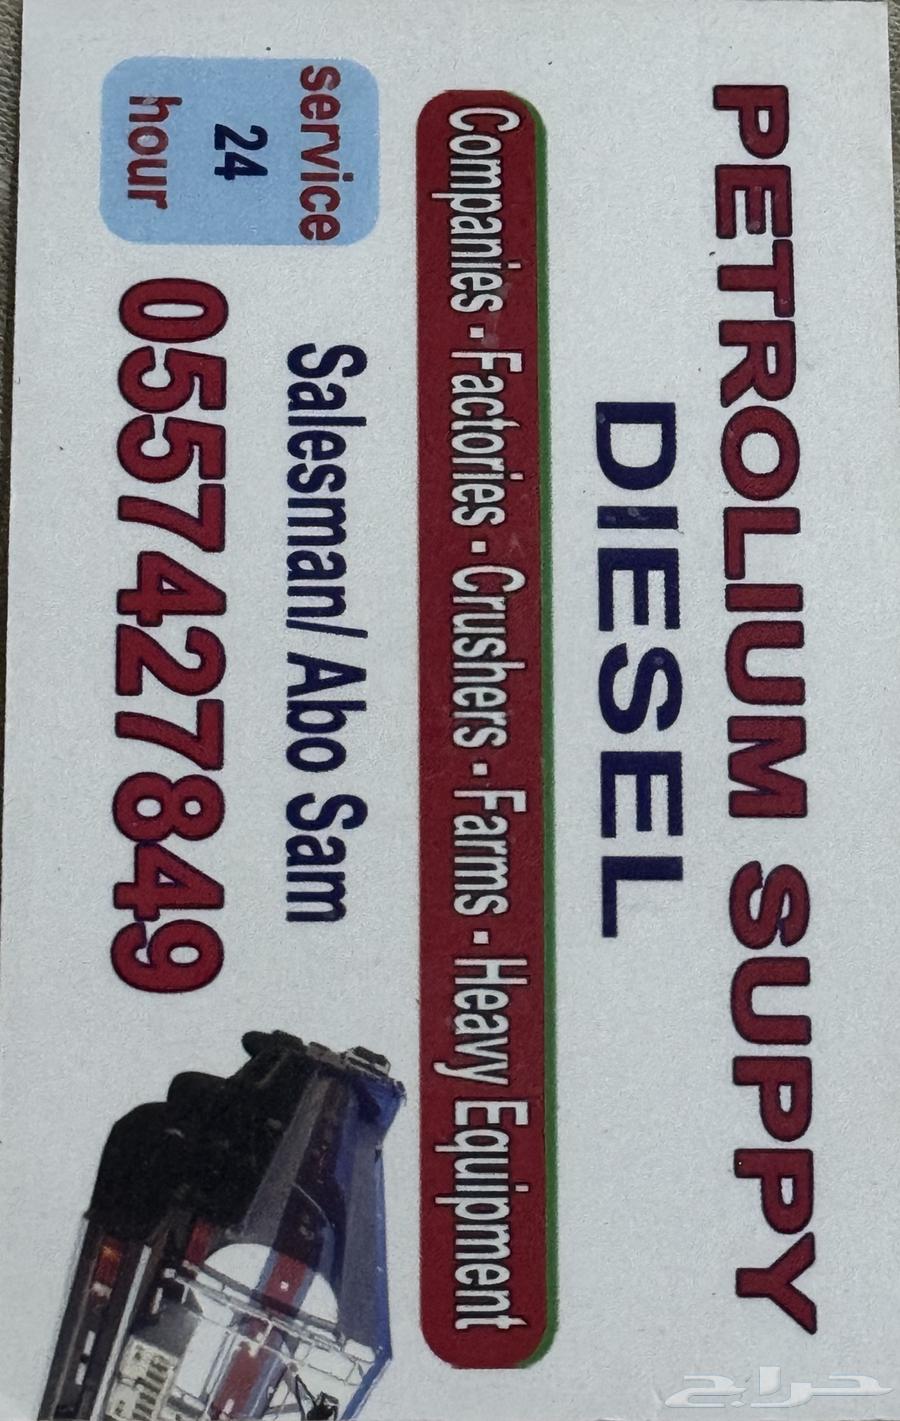 PETROLIUM SUPPY
DIESEL
Companies - Factories - Crushers - Farms - Heavy Equipment
Salesman/ Abo Sam
service
24
hour
0557427849
حراج